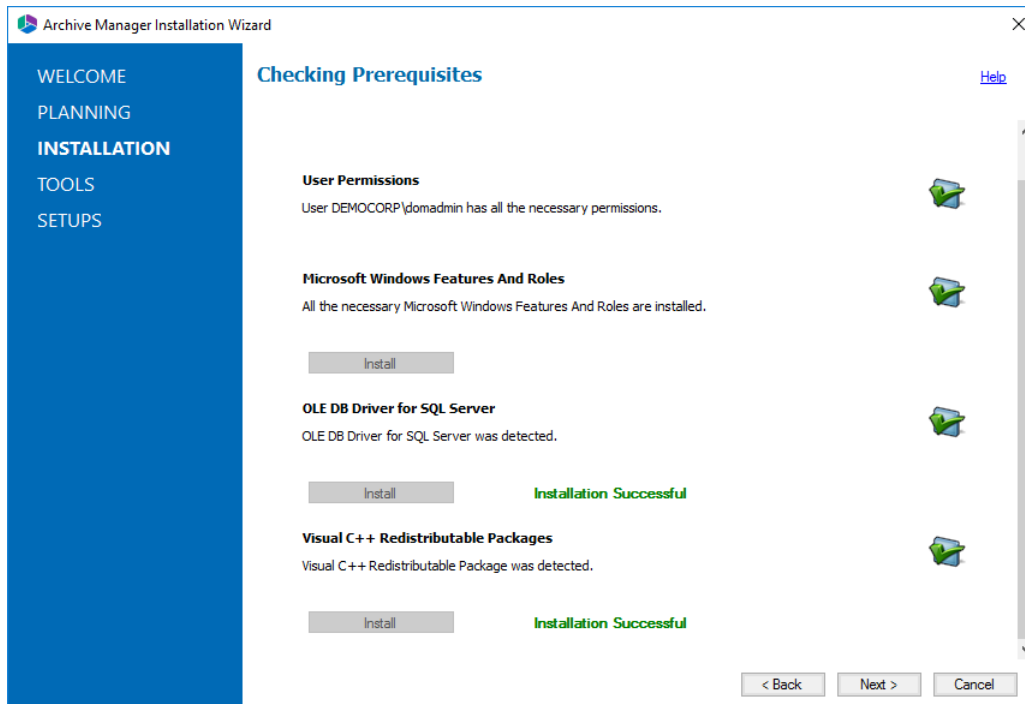 Archive Manager Installation Wizard
WELCOME
PLANNING
INSTALLATION
TOOLS
SETUPS
Checking Prerequisites
Help
User Permissions
User DEMOCORP\domadmin has all the necessary permissions.
Microsoft Windows Features And Roles
All the necessary Microsoft Windows Features And Roles are installed.
Install
OLE DB Driver for SQL Server
OLE DB Driver for SQL Server was detected.
Install Installation Successful
Visual C++ Redistributable Packages
Visual C++ Redistributable Package was detected.
Install Installation Successful
< Back Next > Cancel